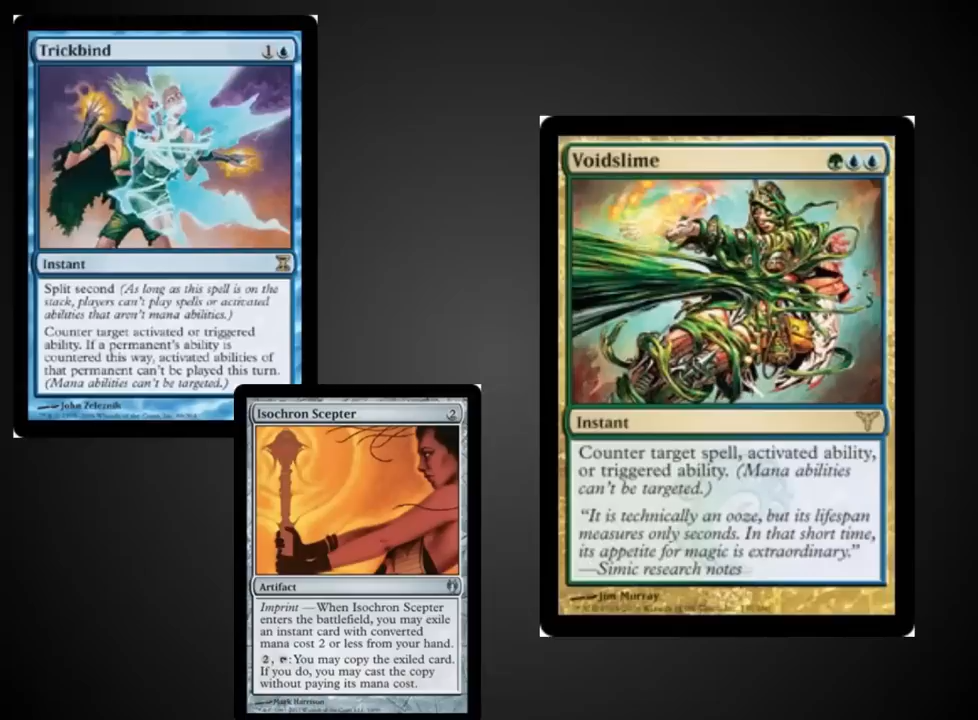 Trickbind 1
Instant
Split second (As long as this spell is on the
stack, players can't play spells or activated
abilities that aren't mana abilities.)
Counter target activated or triggered
ability. If a permanent's ability is
countered this way, activated abilities of
that permanent can't be played this turn.
(Mana abilities can't be targeted.)
John Zeleznik
Isochron Scepter 2
Artifact
Imprint — When Isochron Scepter
enters the battlefield, you may exile
an instant card with converted
mana cost 2 or less from your hand.
2, : You may copy the exiled card.
If you do, you may cast the copy
without paying its mana cost.
Mark Harrison
Voidslime
Instant
Counter target spell, activated ability,
or triggered ability. (Mana abilities
can't be targeted.)
“It is technically an ooze, but its lifespan
measures only seconds. In that short time,
its appetite for magic is extraordinary.”
—Simic research notes
Jim Murray